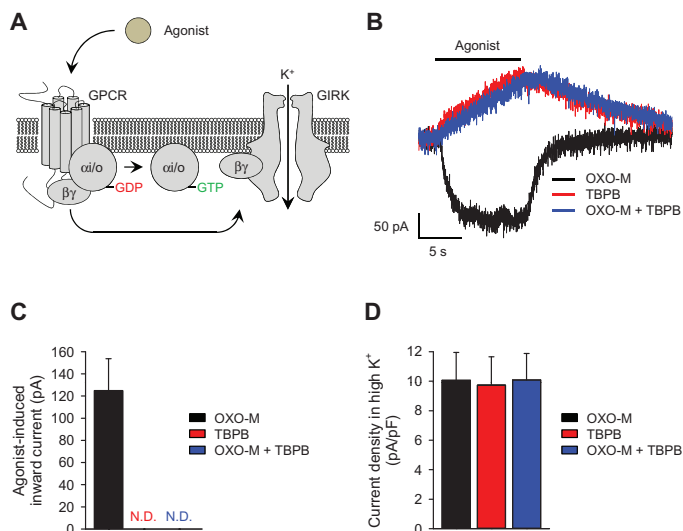 A
Agonist
GPCR
K+
GIRK
αi/o
αi/o
βγ
βγ
GDP
GTP
B
Agonist
50 pA
5 s
OXO-M
TBPB
OXO-M + TBPB
C
Agonist-induced
inward current (pA)
160
140
120
100
80
60
40
20
0
N.D.
N.D.
OXO-M
TBPB
OXO-M + TBPB
D
Current density in high K+
(pA/pF)
12
10
8
6
4
2
0
OXO-M
TBPB
OXO-M + TBPB